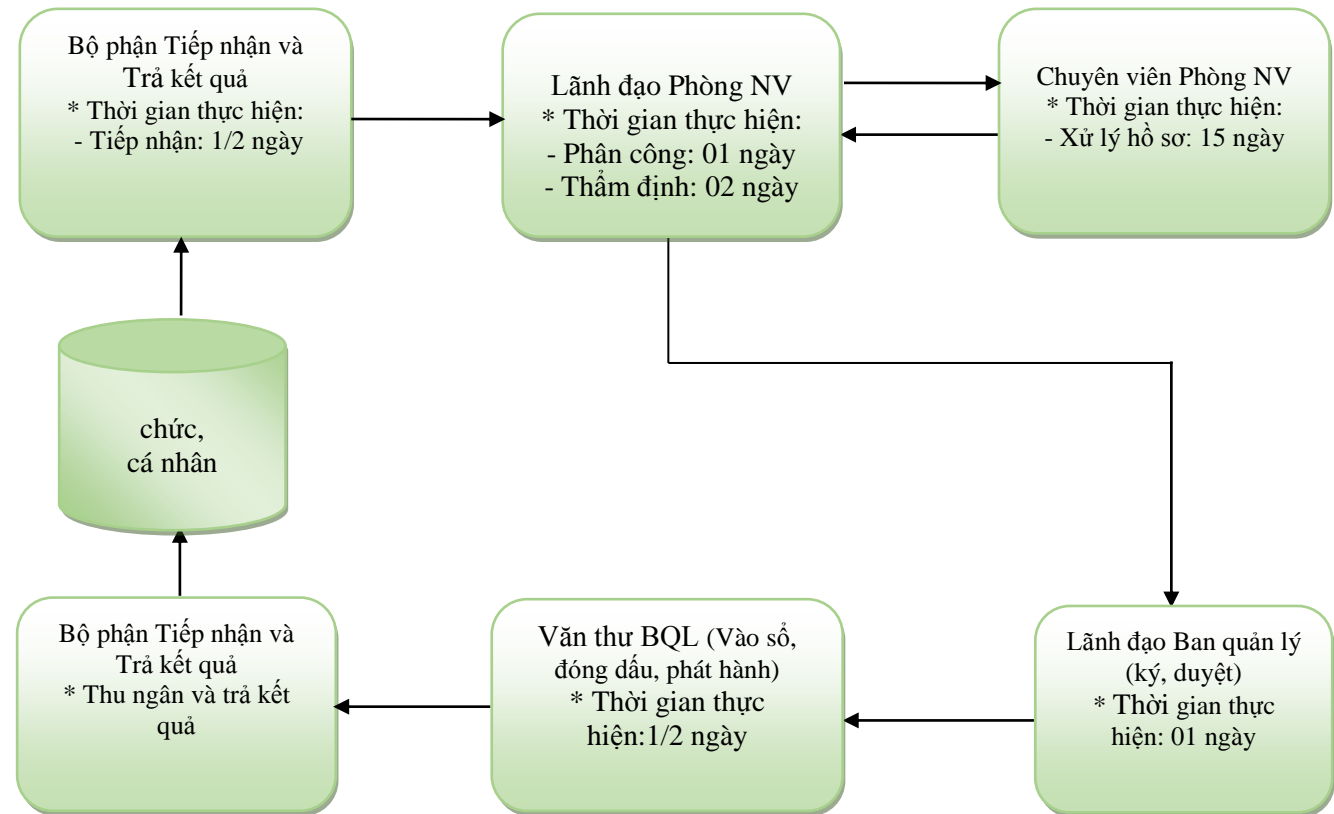 Bộ phận Tiếp nhận và
Trả kết quả
* Thời gian thực hiện:
- Tiếp nhận: 1/2 ngày
Lãnh đạo Phòng NV
* Thời gian thực hiện:
- Phân công: 01 ngày
- Thẩm định: 02 ngày
Chuyên viên Phòng NV
* Thời gian thực hiện:
- Xử lý hồ sơ: 15 ngày
chức,
cá nhân
Bộ phận Tiếp nhận và
Trả kết quả
* Thu ngân và trả kết
quả
Văn thư BQL (Vào sổ,
đóng dấu, phát hành)
* Thời gian thực
hiện:1/2 ngày
Lãnh đạo Ban quản lý
(ký, duyệt)
* Thời gian thực
hiện: 01 ngày